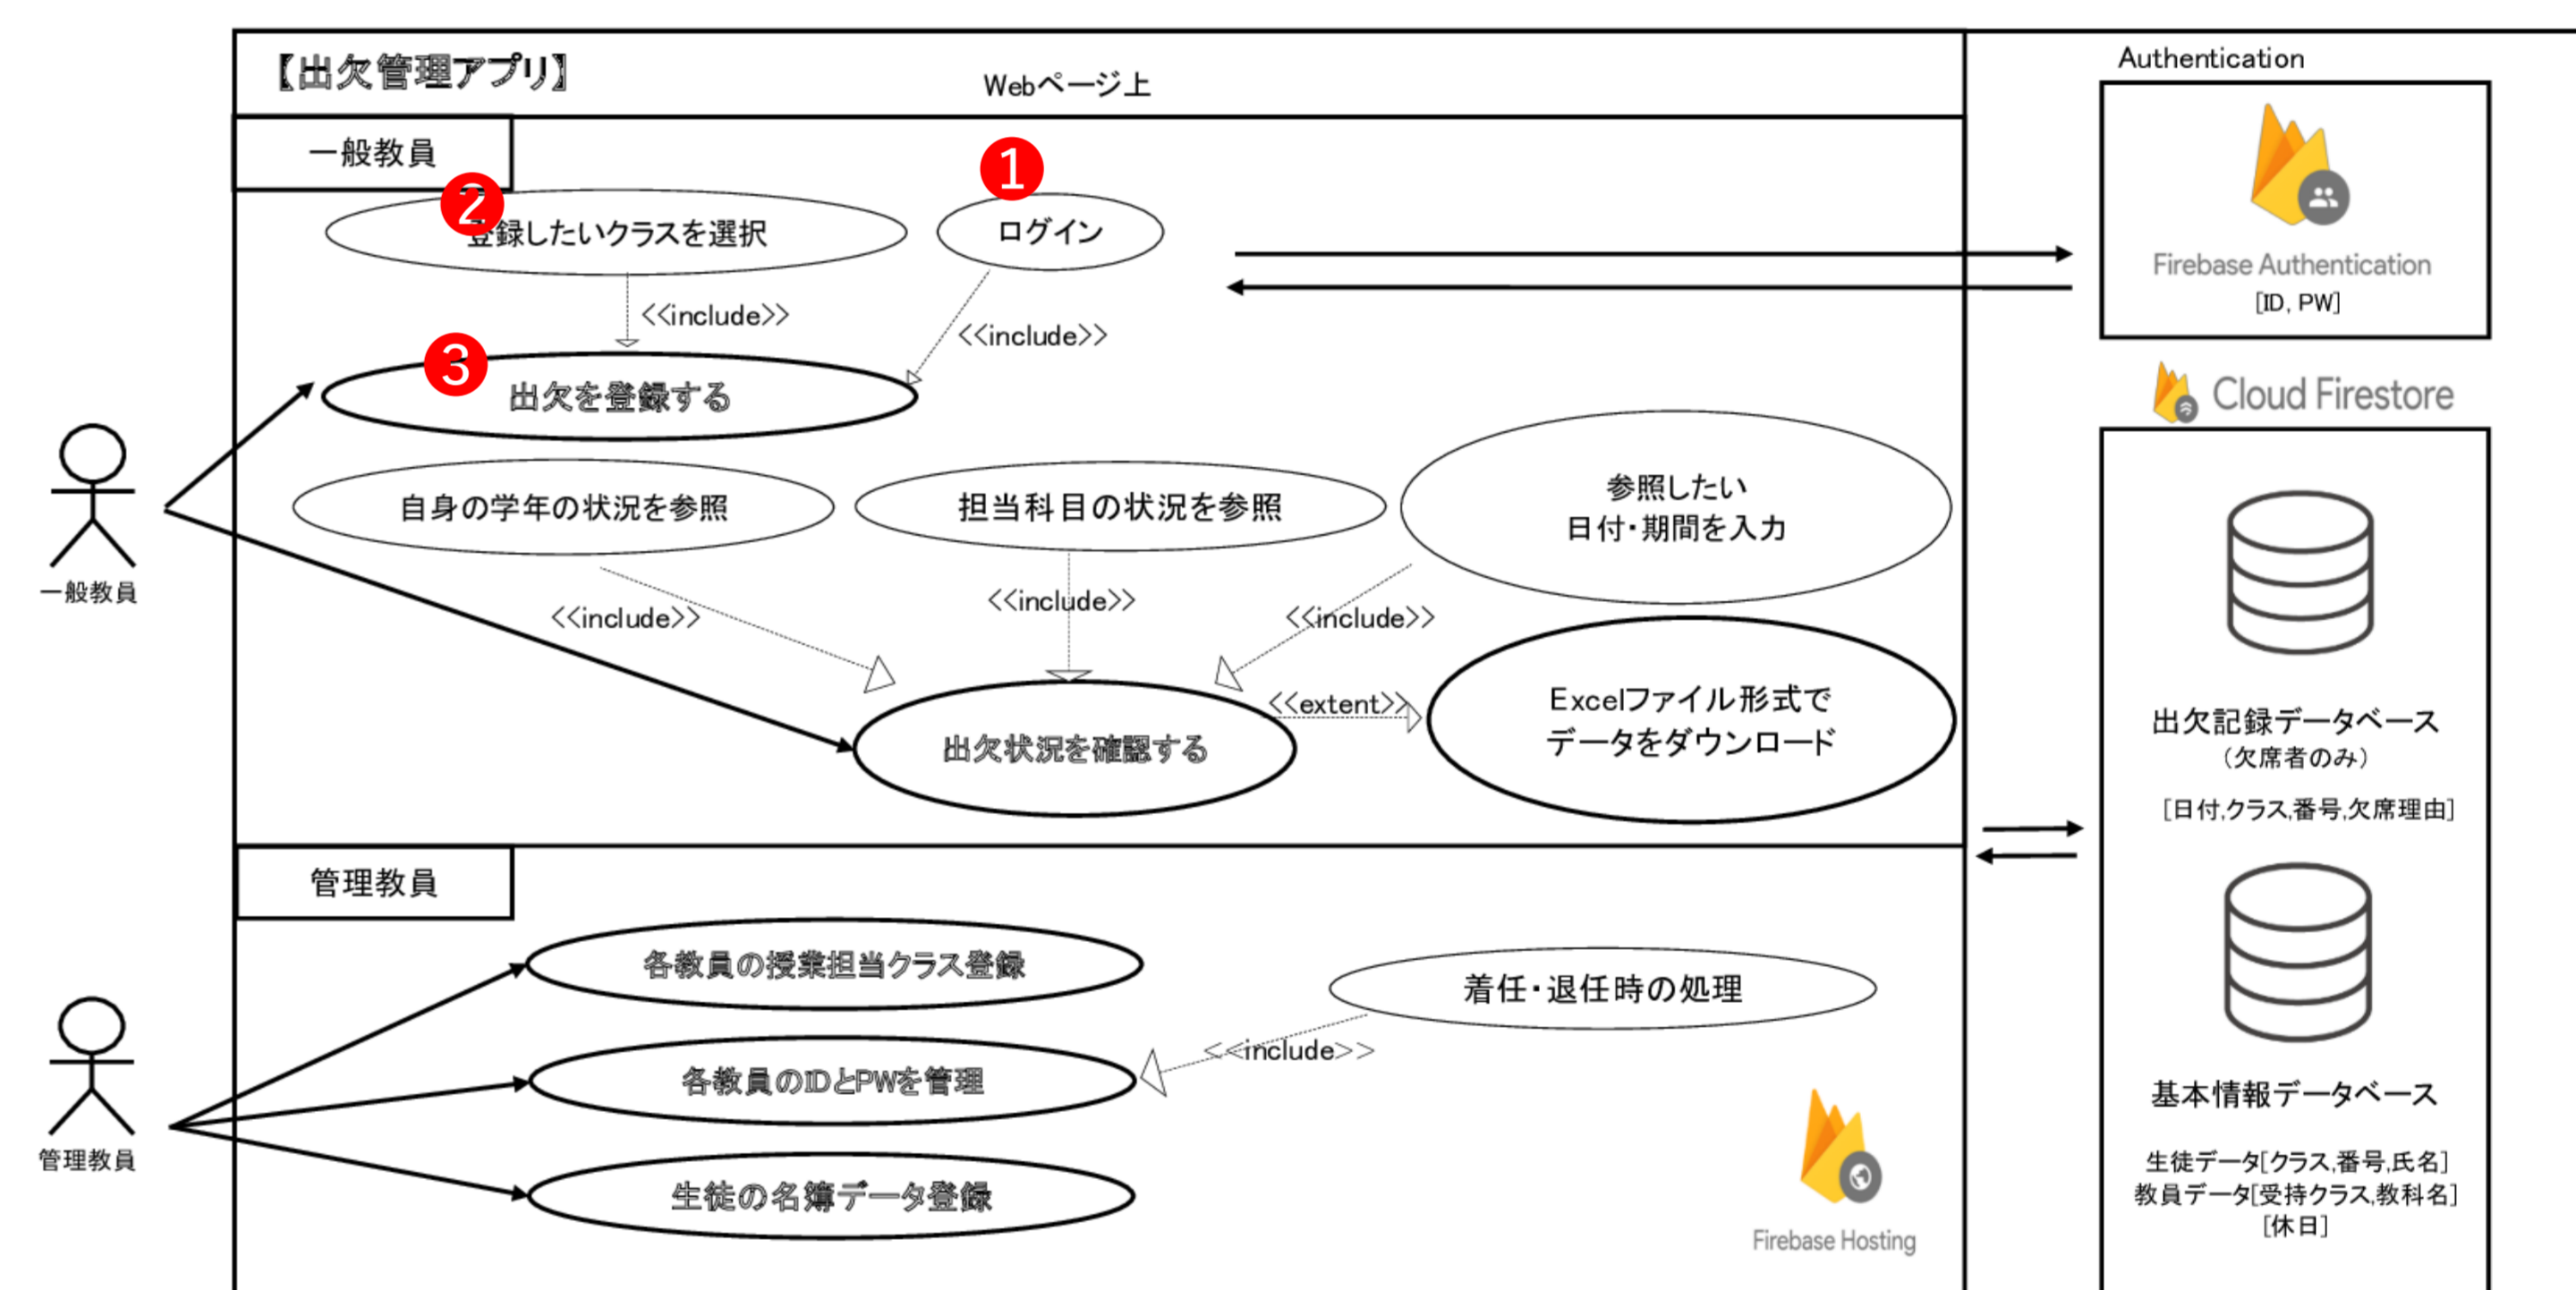 【出欠管理アプリ】
Webページ上
Authentication
一般教員
1
2
登録したいクラスを選択
ログイン
Firebase Authentication
[ID, PW]
<<include>>
<<include>>
3
出欠を登録する
Cloud Firestore
自身の学年の状況を参照
担当科目の状況を参照
参照したい
日付・期間を入力
一般教員
<<include>>
<<include>>
<<include>>
<<extent>>
出欠状況を確認する
Excelファイル形式で
データをダウンロード
出欠記録データベース
(欠席者のみ)
[日付,クラス,番号,欠席理由]
管理教員
各教員の授業担当クラス登録
着任・退任時の処理
<<include>>
各教員のIDとPWを管理
管理教員
生徒の名簿データ登録
Firebase Hosting
基本情報データベース
生徒データ[クラス,番号,氏名]
教員データ[受持クラス,教科名]
[休日]